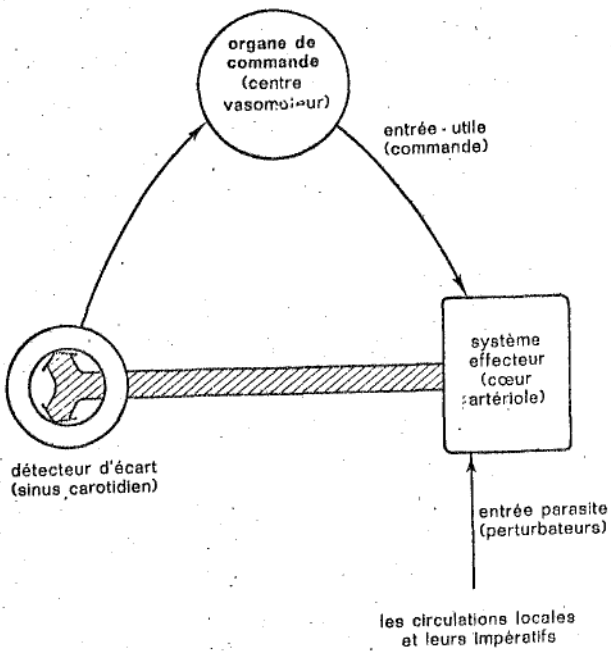 organe de
commande
(centre
vasomoteur)
entrée-utile
(commande)
système
effecteur
(cœur
artériole)
détecteur d'écart
(sinus carotidien)
entrée parasite
(perturbateurs)
les circulations locales
et leurs impératifs